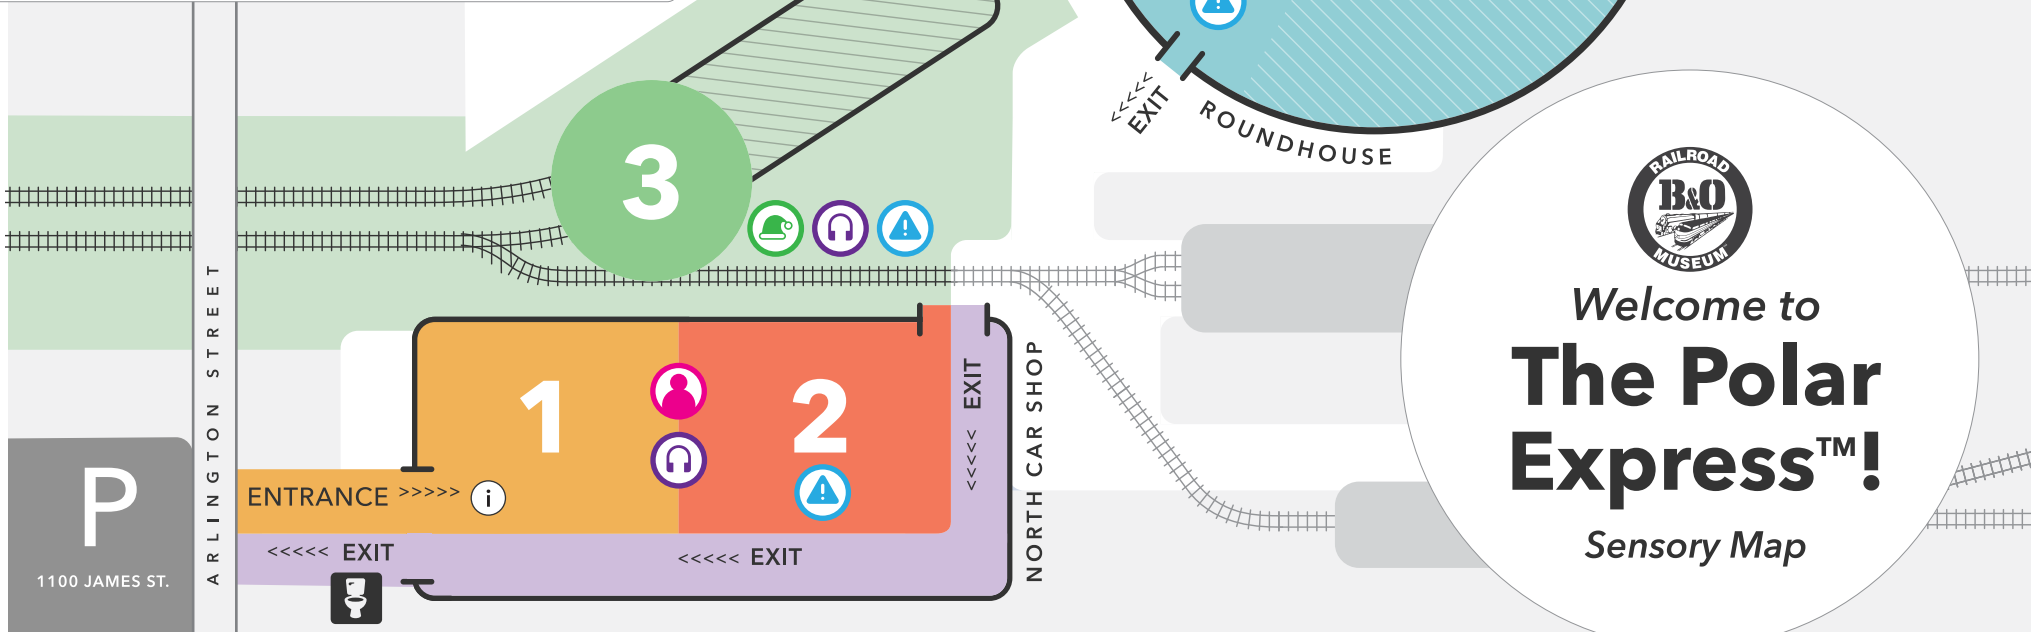 EXIT
<<<<<
ROUNDHOUSE
3
RAILROAD
B&O
MUSEUM
Welcome to
The Polar
Express™!
Sensory Map
ARLINGTON STREET
1
2
EXIT
<<<<<
NORTH CAR SHOP
P
1100 JAMES ST.
ENTRANCE >>>>> i
<<<<< EXIT
<<<<< EXIT